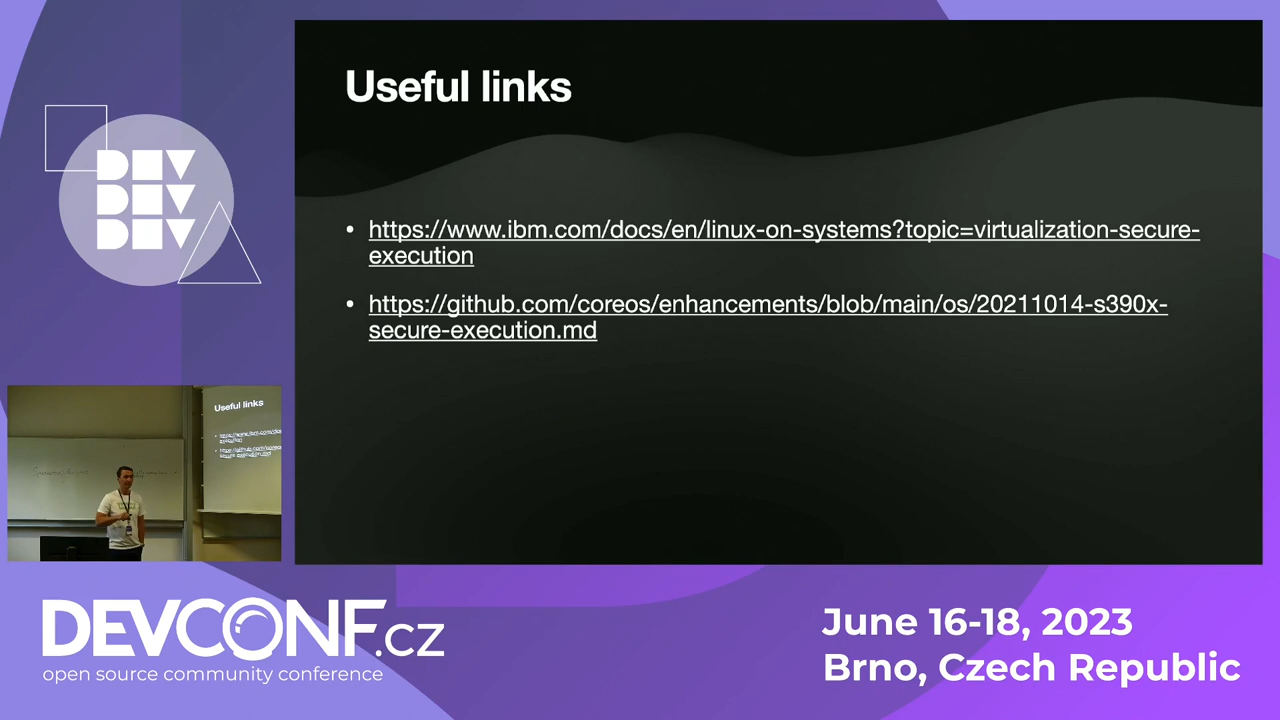 Useful links
• https://www.ibm.com/docs/en/linux-on-systems?topic=virtualization-secure-
execution
• https://github.com/coreos/enhancements/blob/main/os/20211014-s390x-
secure-execution.md
DEV
DEV
DEV
Useful links
DEVCONF.cz
open source community conference
June 16-18, 2023
Brno, Czech Republic